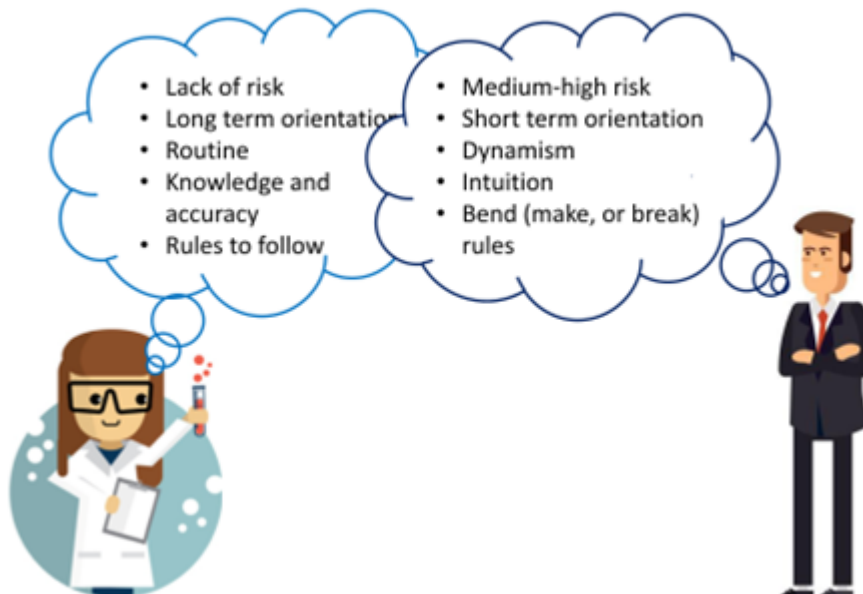 • Lack of risk
• Long term orientation
• Routine
• Knowledge and
accuracy
• Rules to follow
• Medium-high risk
• Short term orientation
• Dynamism
• Intuition
• Bend (make, or break)
rules